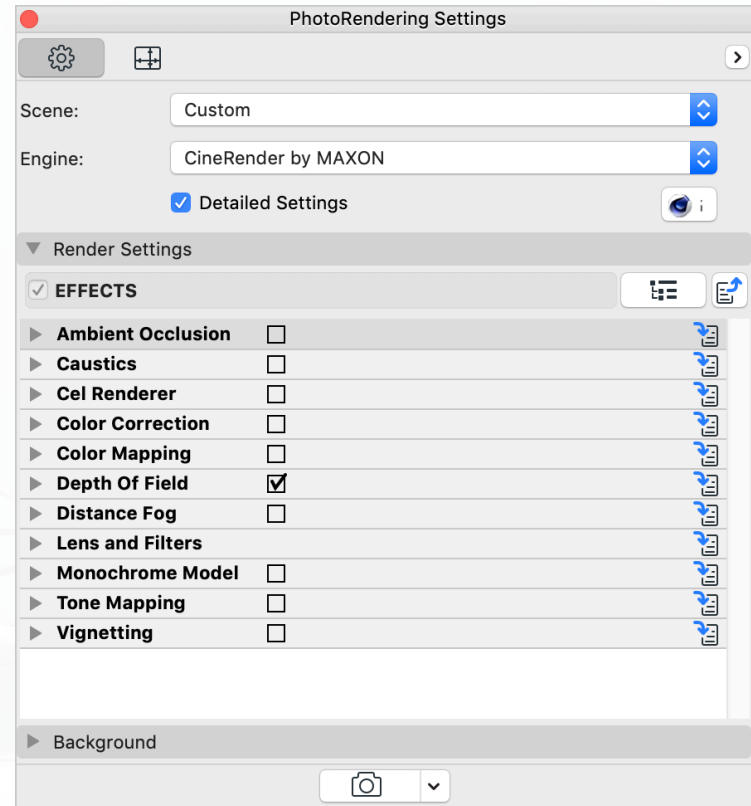 PhotoRendering Settings
Scene:
Custom
Engine:
CineRender by MAXON
Detailed Settings
i
Render Settings
EFFECTS
Ambient Occlusion
Caustics
Cel Renderer
Color Correction
Color Mapping
Depth Of Field
Distance Fog
Lens and Filters
Monochrome Model
Tone Mapping
Vignetting
Background